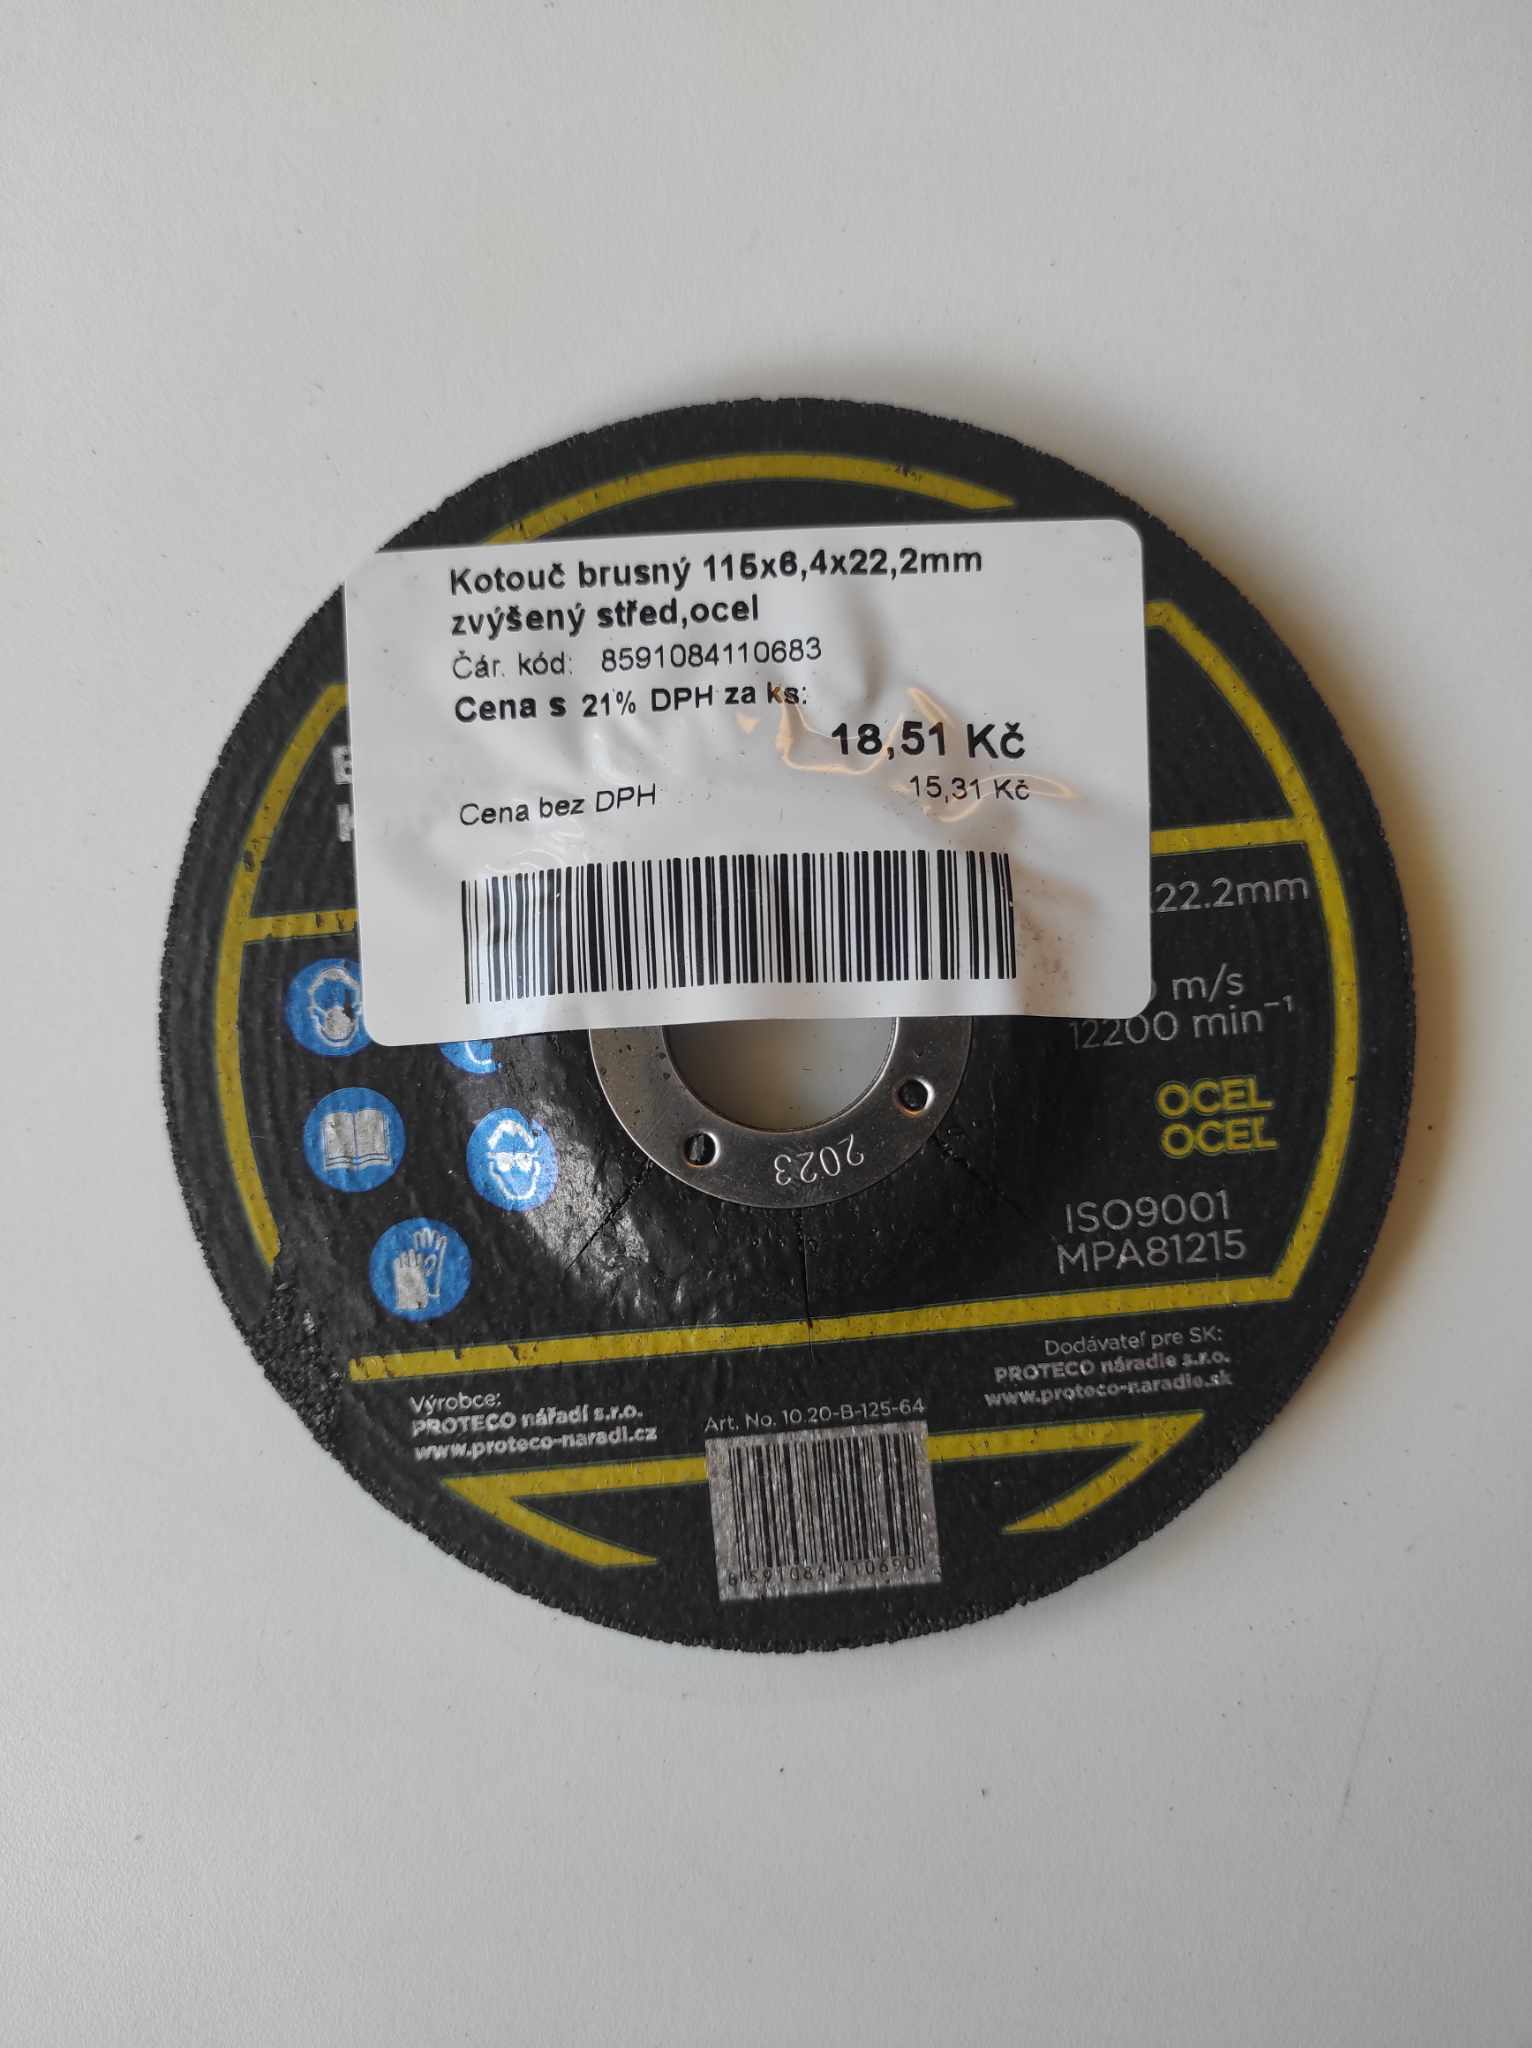 Kotouč brusný 115x6,4x22,2mm
zvýšený střed,ocel
Čár. kód: 8591084110683
Cena s 21% DPH za ks:
18,51 Kč
Cena bez DPH 15,31 Kč
22.2mm
m/s
12200 min⁻¹
OCEL
OCEĽ
2023
ISO9001
MPA81215
Dodávateľ pre SK:
PROTECO náradie s.r.o.
www.proteco-naradie.sk
Výrobce:
PROTECO nářadí s.r.o.
www.proteco-naradi.cz
Art. No. 10.20-B-125-64
8591084110690